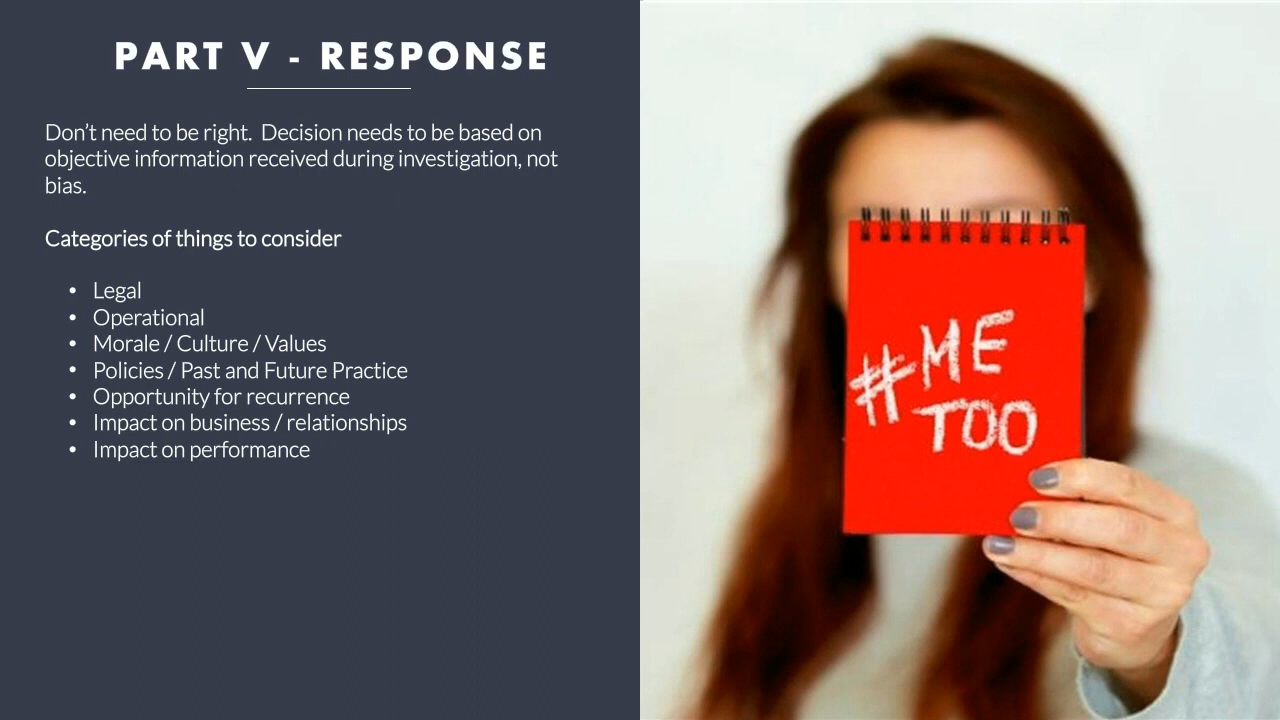 PART V - RESPONSE
Don’t need to be right.  Decision needs to be based on
objective information received during investigation, not
bias.
Categories of things to consider
• Legal
• Operational
• Morale / Culture / Values
• Policies / Past and Future Practice
• Opportunity for recurrence
• Impact on business / relationships
• Impact on performance
#ME
TOO